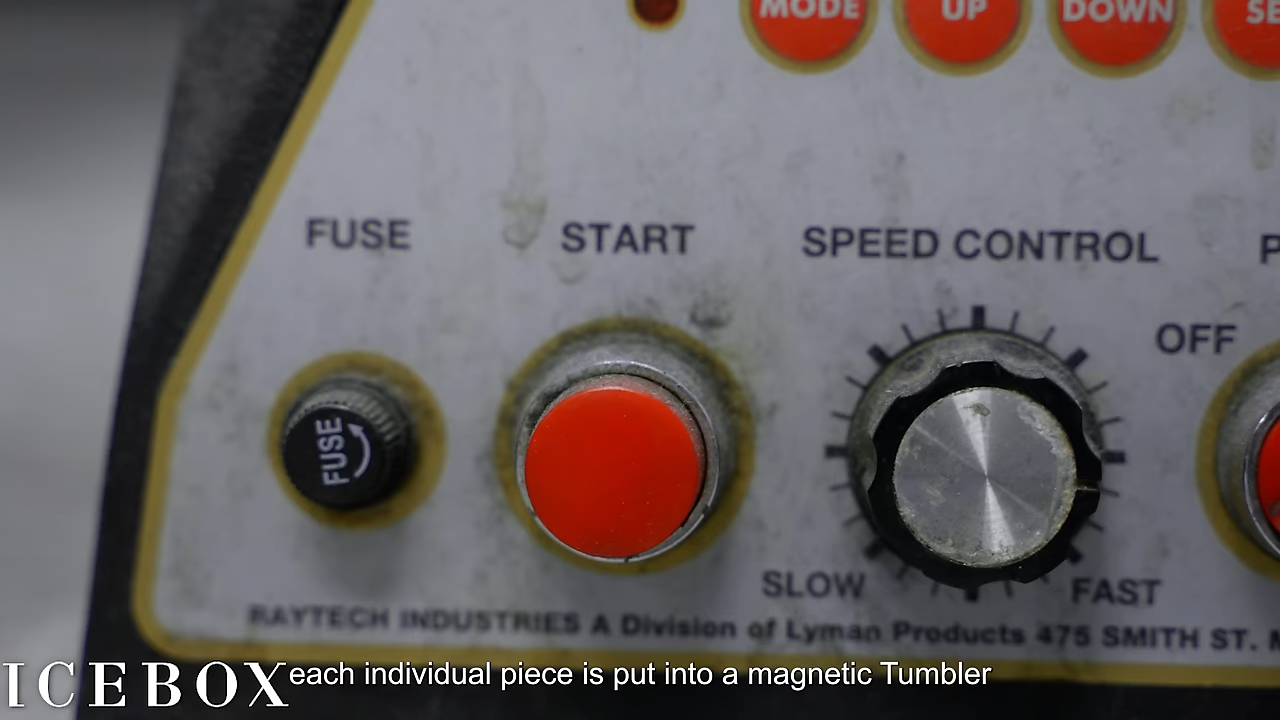 MODE UP DOWN SE
FUSE START SPEED CONTROL P
OFF
FUSE
SLOW FAST
RAYTECH INDUSTRIES A Division of Lyman Products 475 SMITH ST. M
each individual piece is put into a magnetic Tumbler
ICEBOX